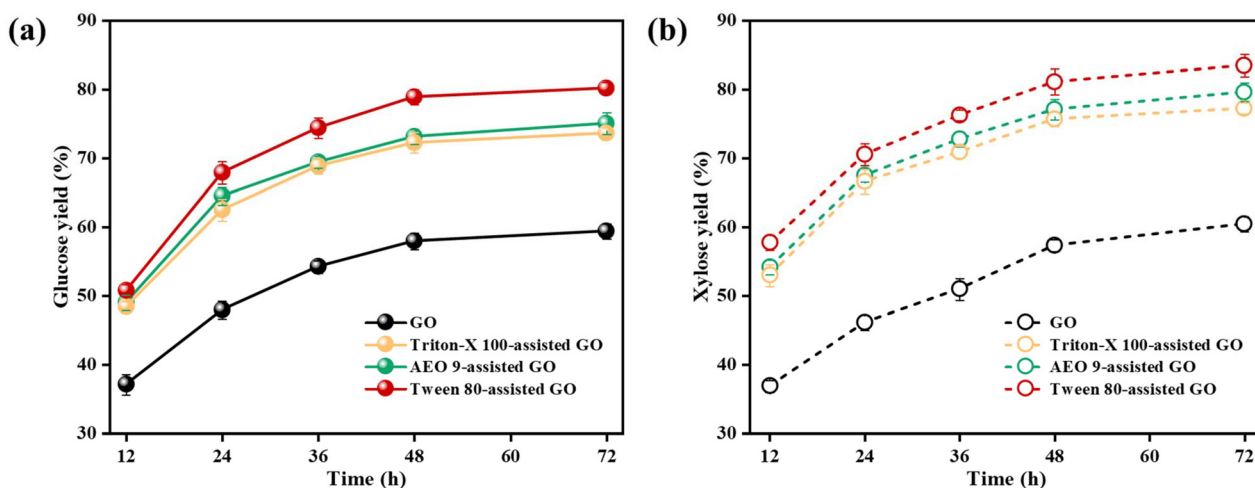 (a)
Glucose yield (%)
90
80
70
60
50
40
30
12 24 36 48 60 72
Time (h)
GO
Triton-X 100-assisted GO
AEO 9-assisted GO
Tween 80-assisted GO
(b)
Xylose yield (%)
90
80
70
60
50
40
30
12 24 36 48 60 72
Time (h)
GO
Triton-X 100-assisted GO
AEO 9-assisted GO
Tween 80-assisted GO